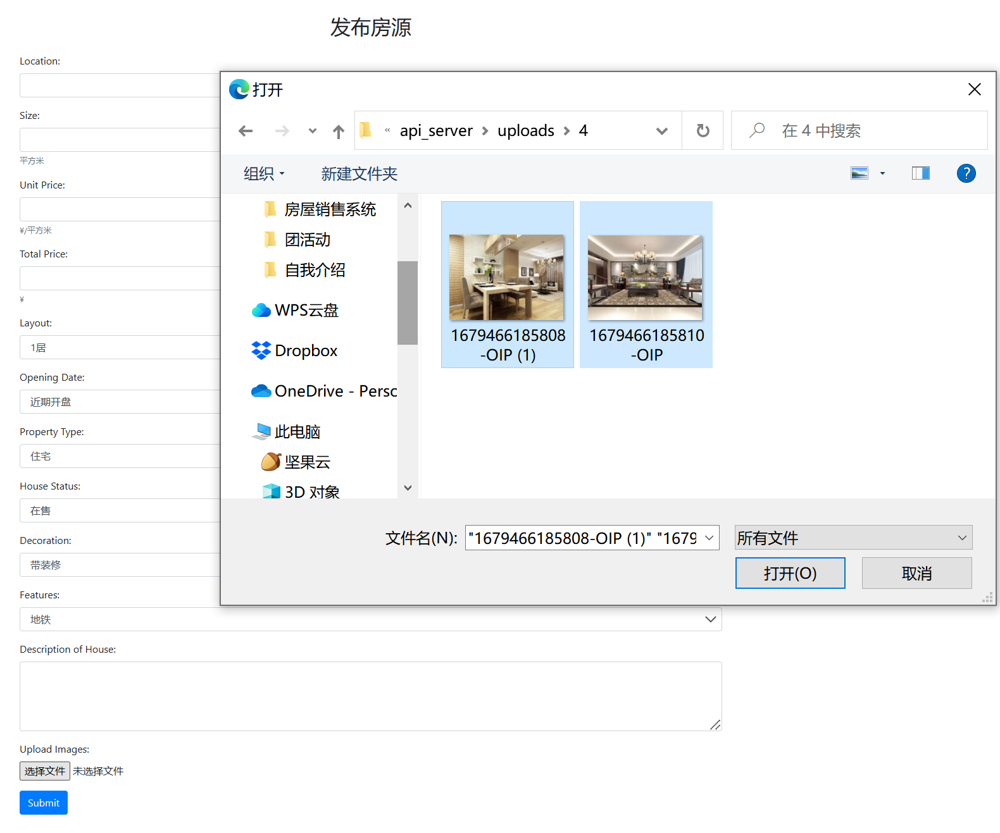 发布房源
Location:
Size:
平方米
Unit Price:
¥/平方米
Total Price:
¥
Layout:
1居
Opening Date:
近期开盘
Property Type:
住宅
House Status:
在售
Decoration:
带装修
Features:
地铁
Description of House:
Upload Images:
选择文件 未选择文件
Submit
打开
« api_server > uploads > 4
在 4 中搜索
组织 新建文件夹
房屋销售系统
团活动
自我介绍
WPS云盘
Dropbox
OneDrive - Perso
此电脑
坚果云
3D 对象
1679466185808
-OIP (1)
1679466185810
-OIP
文件名(N): "1679466185808-OIP (1)" "1679 所有文件
打开(O) 取消